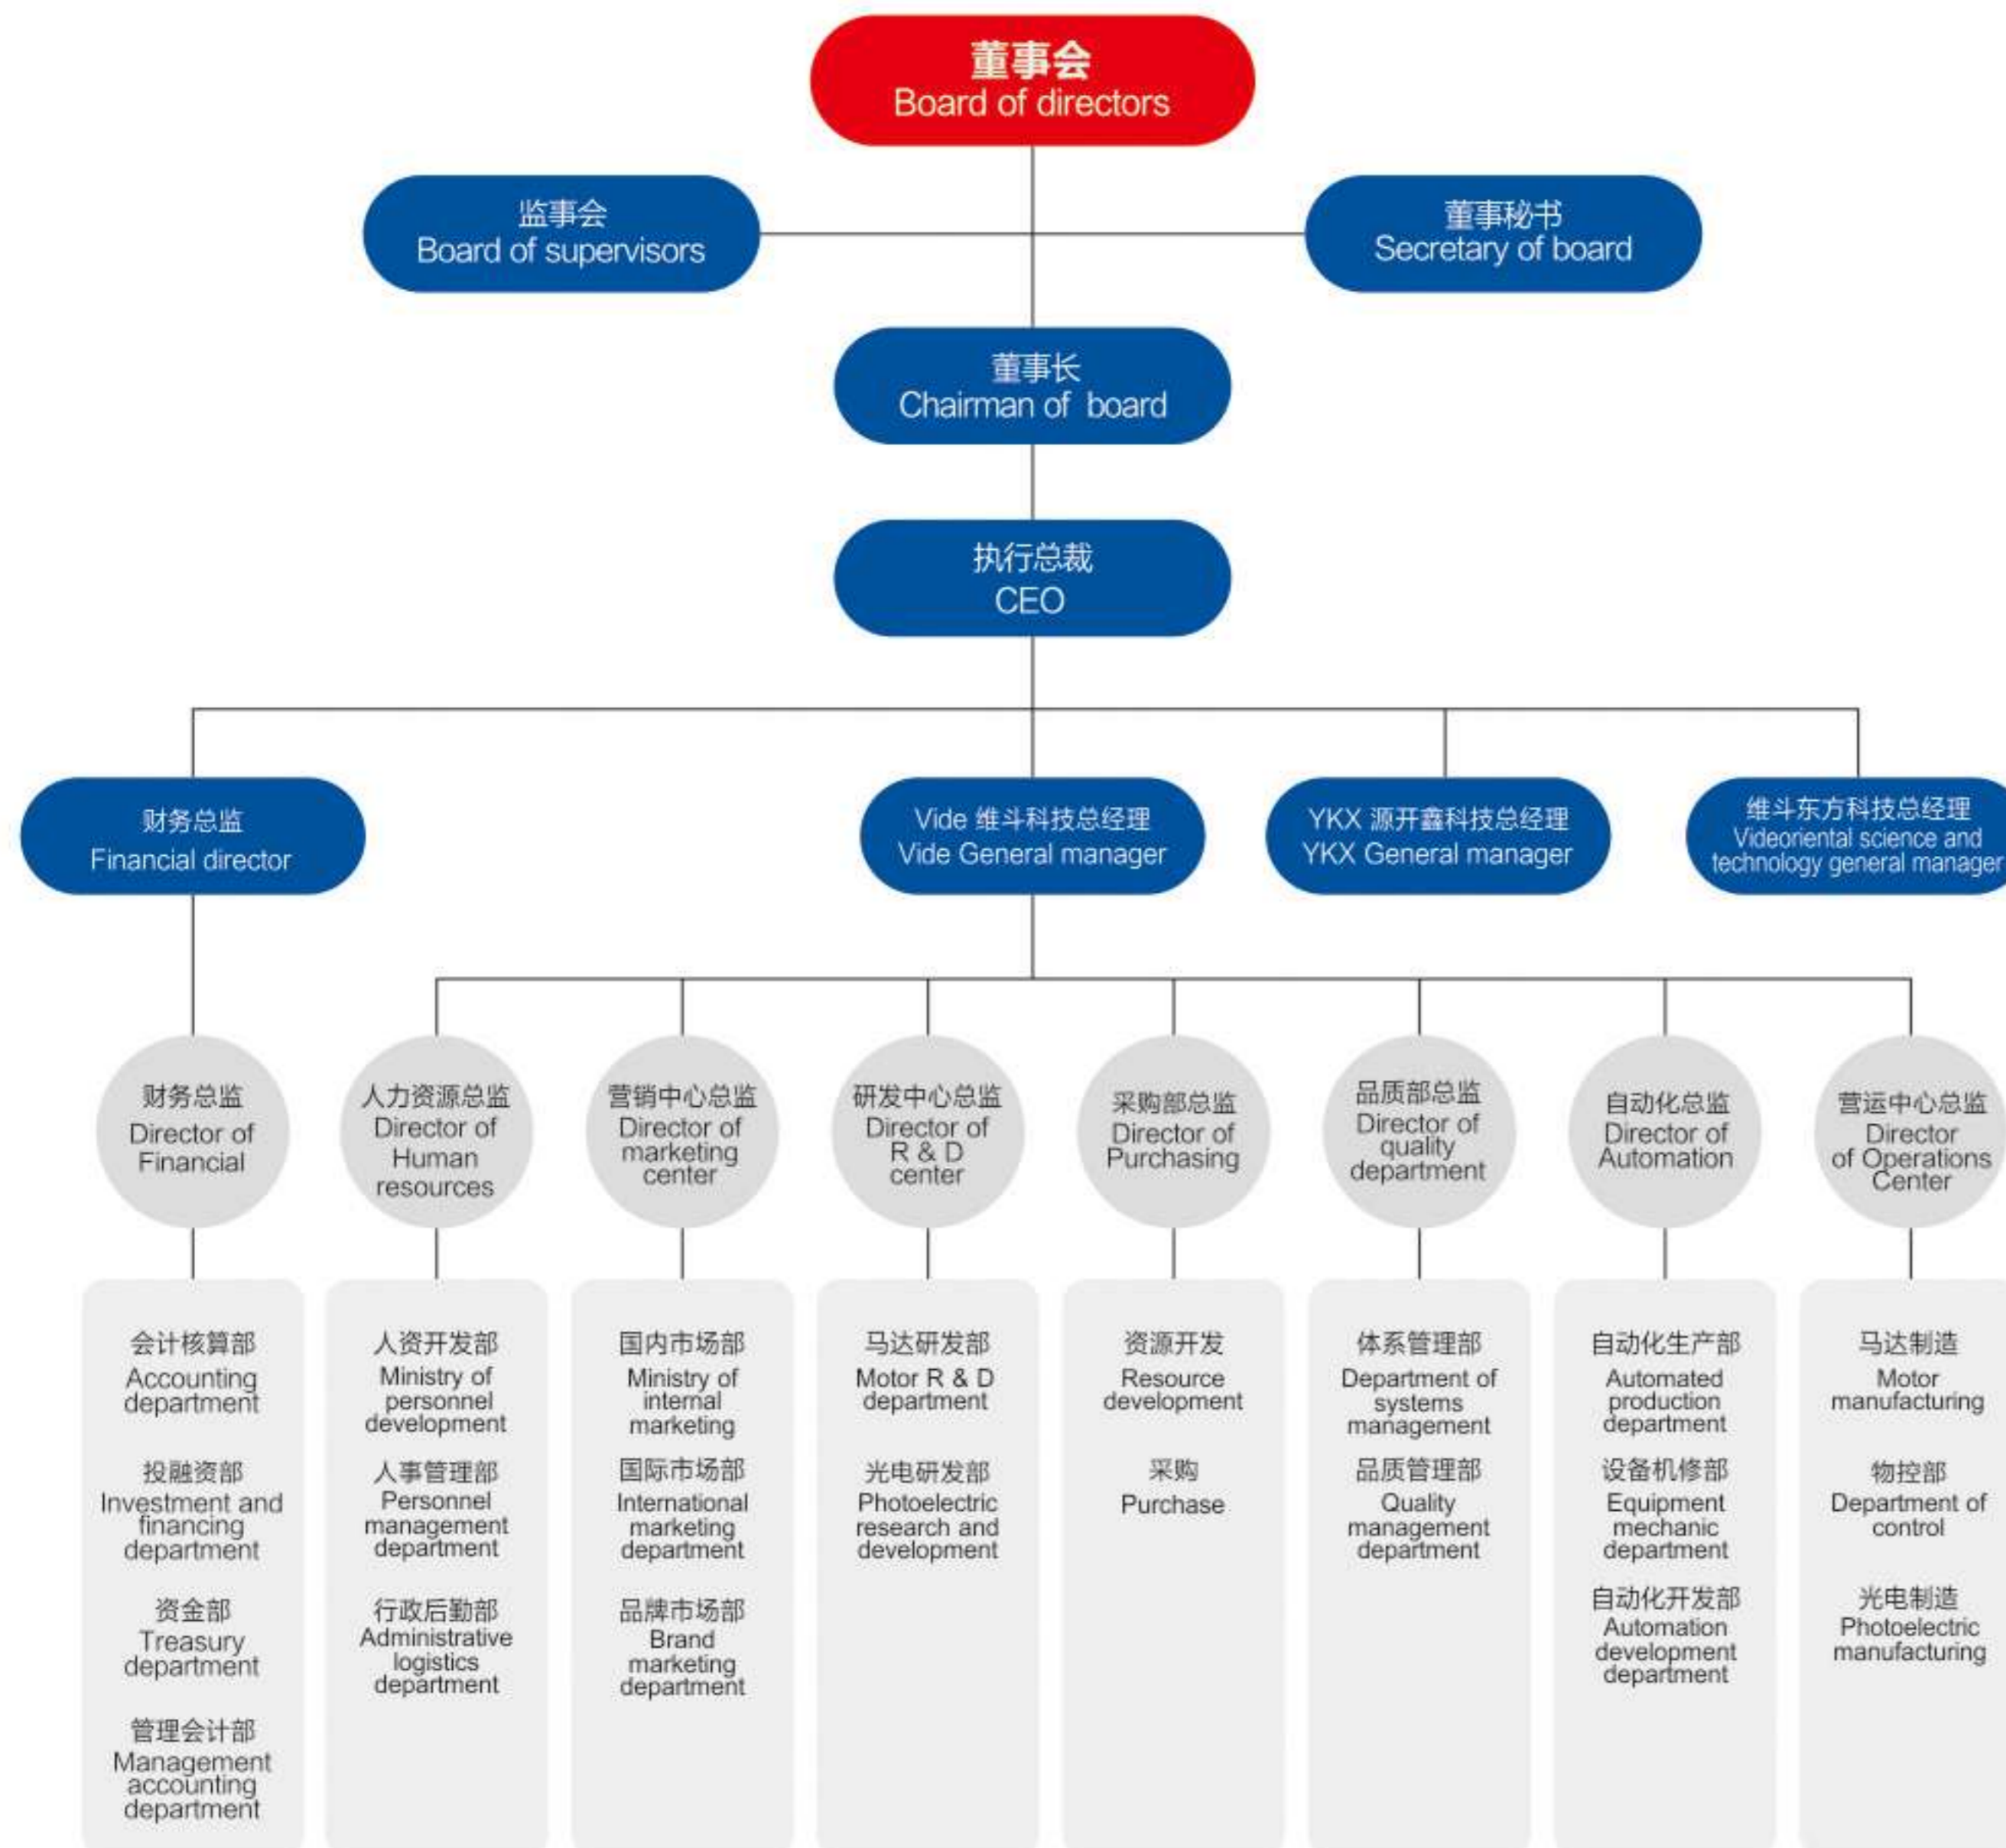 董事会
Board of directors
监事会
Board of supervisors
董事秘书
Secretary of board
董事长
Chairman of board
执行总裁
CEO
财务总监
Financial director
Vide 维斗科技总经理
Vide General manager
YKX 源开鑫科技总经理
YKX General manager
维斗东方科技总经理
Videoriental science and
technology general manager
财务总监
Director of
Financial
人力资源总监
Director of
Human
resources
营销中心总监
Director of
marketing
center
研发中心总监
Director of
R & D
center
采购部总监
Director of
Purchasing
品质部总监
Director of
quality
department
自动化总监
Director of
Automation
营运中心总监
Director
of Operations
Center
会计核算部
Accounting
department
投融资部
Investment and
financing
department
资金部
Treasury
department
管理会计部
Management
accounting
department
人资开发部
Ministry of
personnel
development
人事管理部
Personnel
management
department
行政后勤部
Administrative
logistics
department
国内市场部
Ministry of
internal
marketing
国际市场部
International
marketing
department
品牌市场部
Brand
marketing
department
马达研发部
Motor R & D
department
光电研发部
Photoelectric
research and
development
资源开发
Resource
development
采购
Purchase
体系管理部
Department of
systems
management
品质管理部
Quality
management
department
自动化生产部
Automated
production
department
设备机修部
Equipment
mechanic
department
自动化开发部
Automation
development
department
马达制造
Motor
manufacturing
物控部
Department of
control
光电制造
Photoelectric
manufacturing